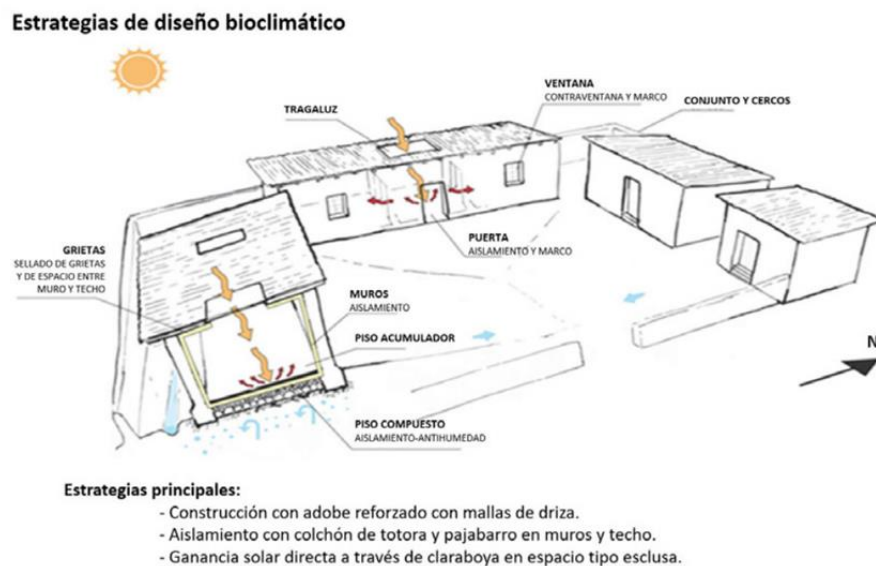 Estrategias de diseño bioclimático
VENTANA
CONTRAVENTANA Y MARCO
CONJUNTO Y CERCOS
TRAGALUZ
GRIETAS
SELLADO DE GRIETAS
Y DE ESPACIO ENTRE
MURO Y TECHO
PUERTA
AISLAMIENTO Y MARCO
MUROS
AISLAMIENTO
PISO ACUMULADOR
N
PISO COMPUESTO
AISLAMIENTO-ANTIHUMEDAD
Estrategias principales:
- Construcción con adobe reforzado con mallas de driza.
- Aislamiento con colchón de totora y pajabarro en muros y techo.
- Ganancia solar directa a través de claraboya en espacio tipo esclusa.